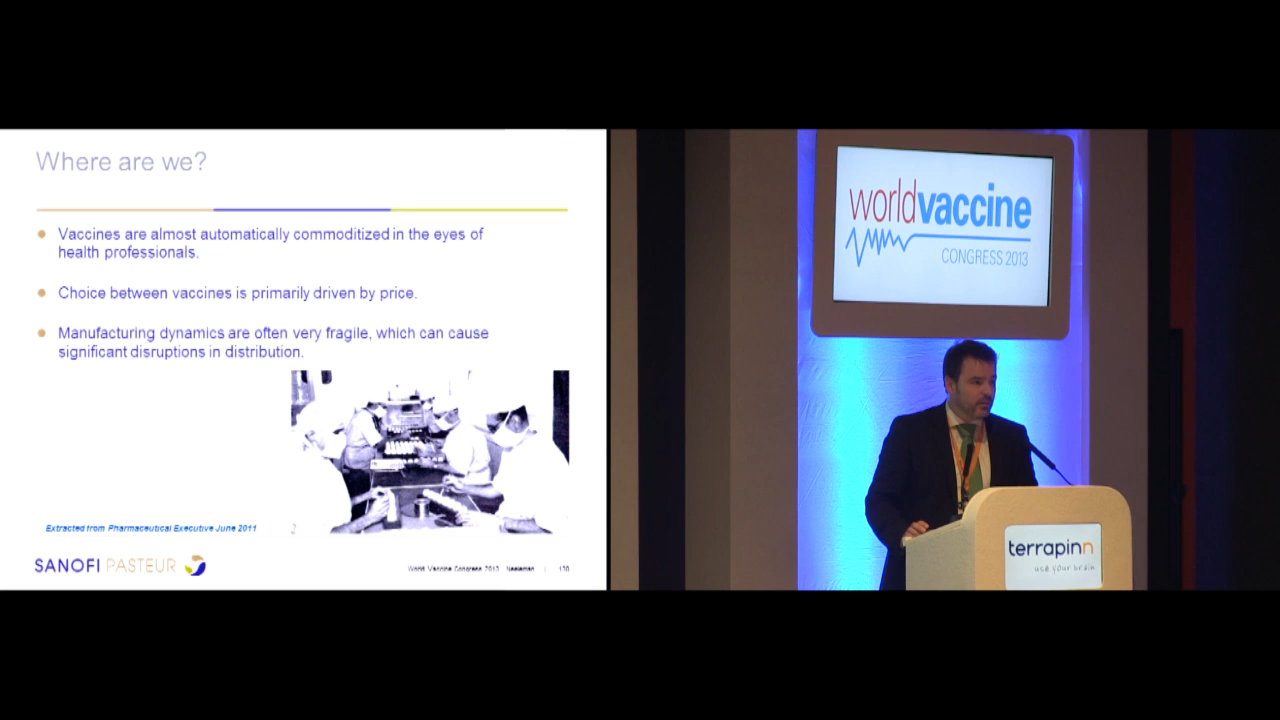 Where are we?
Vaccines are almost automatically commoditized in the eyes of
health professionals.
Choice between vaccines is primarily driven by price.
Manufacturing dynamics are often very fragile, which can cause
significant disruptions in distribution.
Extracted from Pharmaceutical Executive June 2011
SANOFI PASTEUR
World Vaccine Congress 2013
worldvaccine
CONGRESS 2013
terrapinn
use your brain